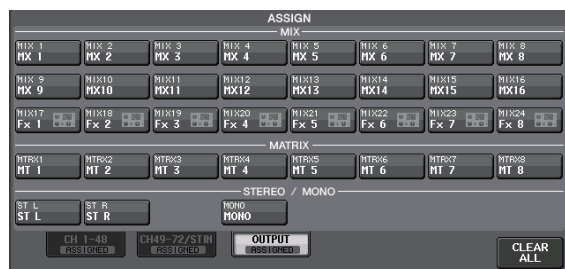 ASSIGN
MIX
MIX 1 MIX 2 MIX 3 MIX 4 MIX 5 MIX 6 MIX 7 MIX 8
MX 1 MX 2 MX 3 MX 4 MX 5 MX 6 MX 7 MX 8
MIX 9 MIX10 MIX11 MIX12 MIX13 MIX14 MIX15 MIX16
MX 9 MX10 MX11 MX12 MX13 MX14 MX15 MX16
MIX17 MIX18 MIX19 MIX20 MIX21 MIX22 MIX23 MIX24
Fx 1 Fx 2 Fx 3 Fx 4 Fx 5 Fx 6 Fx 7 Fx 8
MATRIX
MTRX1 MTRX2 MTRX3 MTRX4 MTRX5 MTRX6 MTRX7 MTRX8
MT 1 MT 2 MT 3 MT 4 MT 5 MT 6 MT 7 MT 8
STEREO / MONO
ST L ST R MONO
ST L ST R MONO
CH 1-48 CH49-72/STIN OUTPUT
ASSIGNED ASSIGNED ASSIGNED
CLEAR
ALL